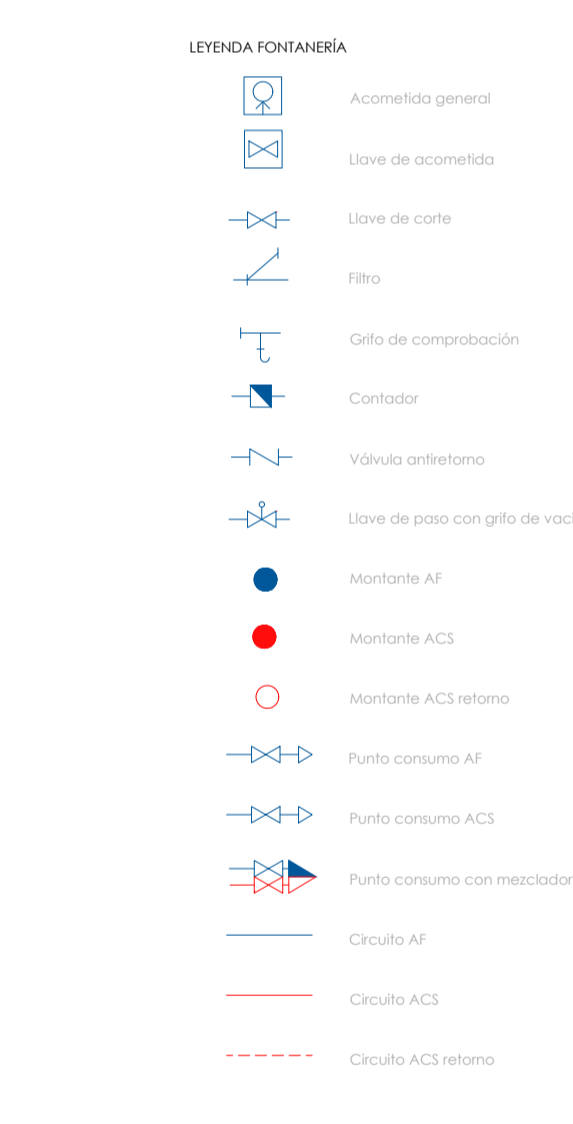 LEYENDA FONTANERÍA
Acometida general
Llave de acometida
Llave de corte
Filtro
Grifo de comprobación
Contador
Válvula antiretorno
Llave de paso con grifo de vaci
Montante AF
Montante ACS
Montante ACS retorno
Punto consumo AF
Punto consumo ACS
Punto consumo con mezclador
Circuito AF
Circuito ACS
Circuito ACS retorno